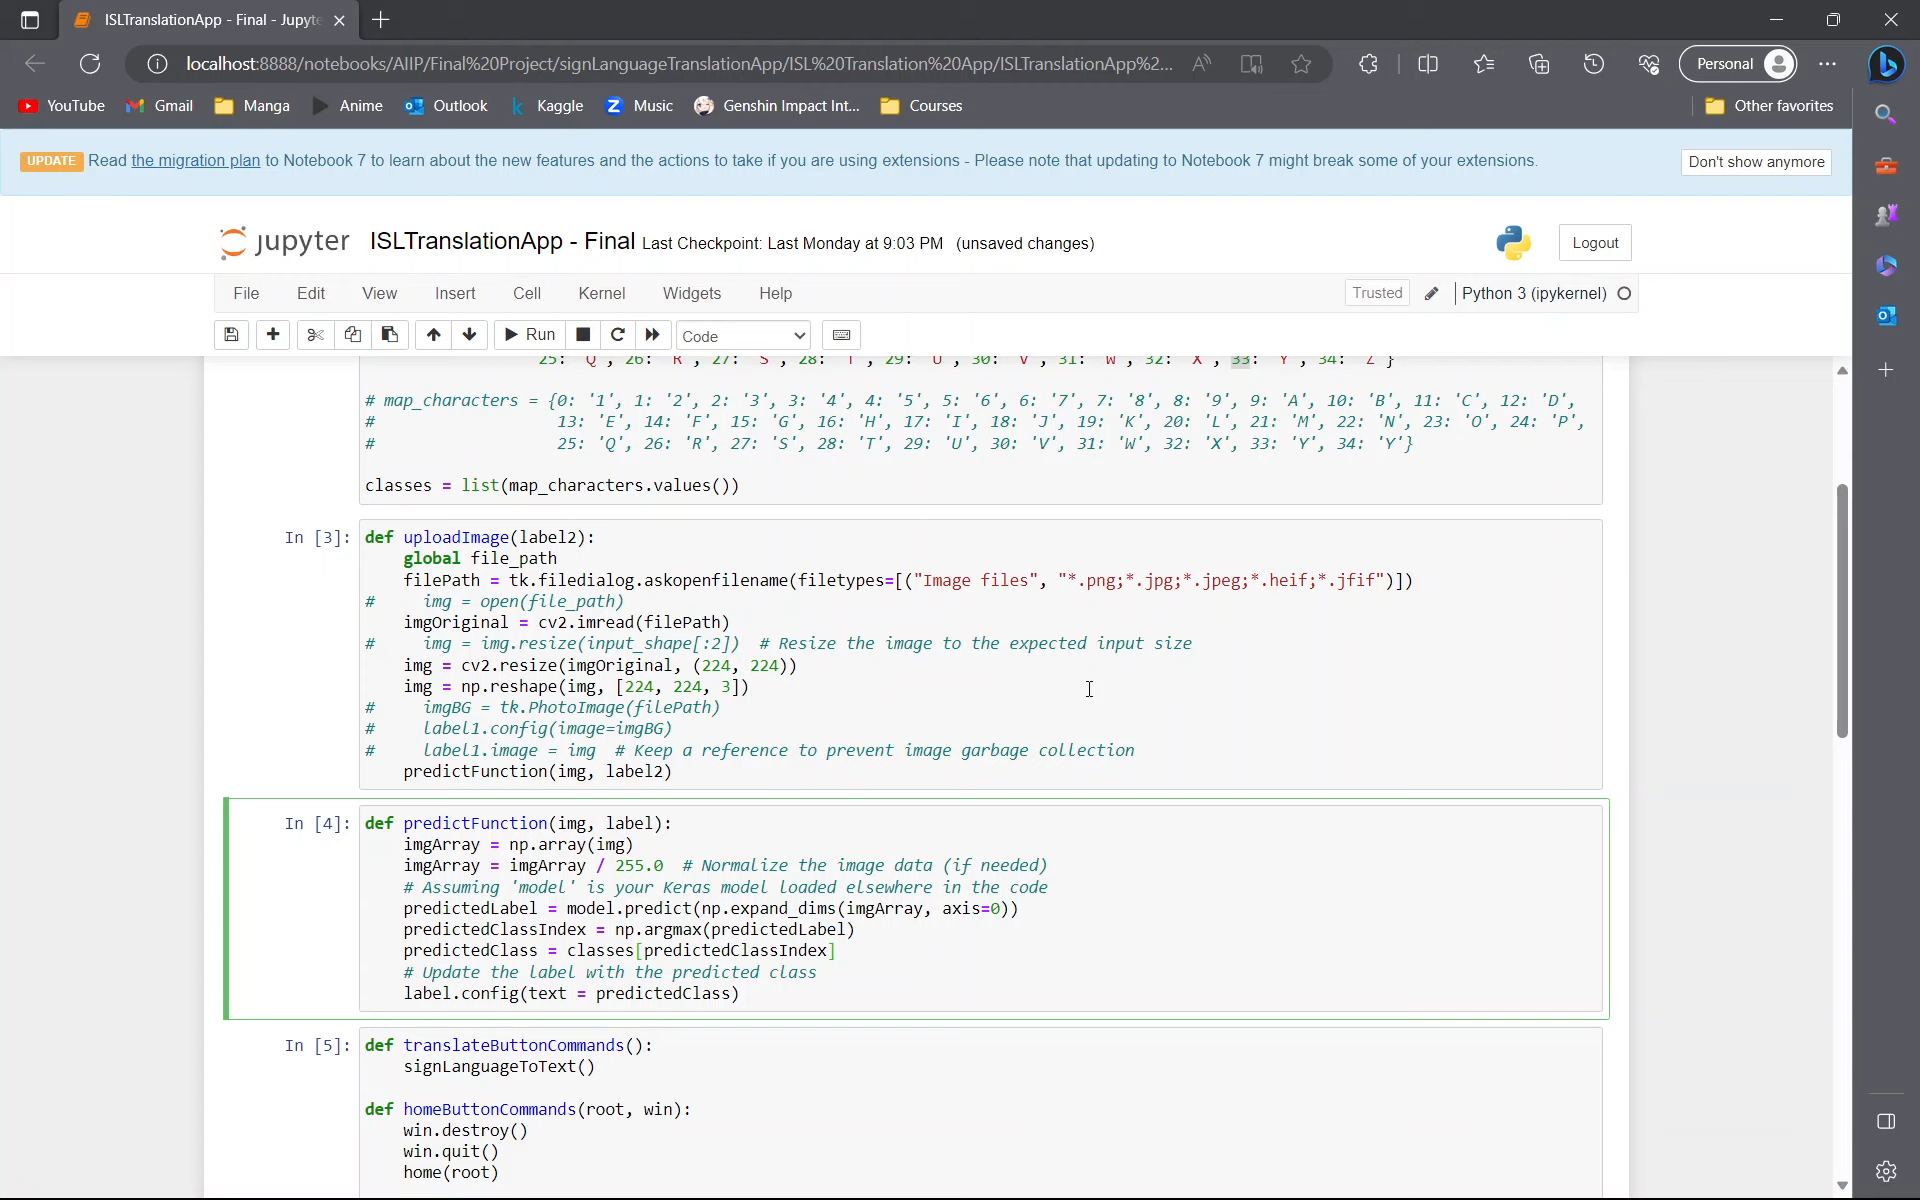 ISLTranslationApp - Final - Jupyte
localhost:8888/notebooks/AIIP/Final%20Project/signLanguageTranslationApp/ISL%20Translation%20App/ISLTranslationApp%2...
Personal
YouTube Gmail Manga Anime Outlook Kaggle Music Genshin Impact Int... Courses Other favorites
UPDATE Read the migration plan to Notebook 7 to learn about the new features and the actions to take if you are using extensions - Please note that updating to Notebook 7 might break some of your extensions. Don't show anymore
jupyter ISLTranslationApp - Final Last Checkpoint: Last Monday at 9:03 PM (unsaved changes) Logout
File Edit View Insert Cell Kernel Widgets Help Trusted Python 3 (ipykernel)
Run Code
25: 'Q', 26: 'R', 27: 'S', 28: 'T', 29: 'U', 30: 'V', 31: 'W', 32: 'X', 33: 'Y', 34: 'Z'}
# map_characters = {0: '1', 1: '2', 2: '3', 3: '4', 4: '5', 5: '6', 6: '7', 7: '8', 8: '9', 9: 'A', 10: 'B', 11: 'C', 12: 'D',
# 13: 'E', 14: 'F', 15: 'G', 16: 'H', 17: 'I', 18: 'J', 19: 'K', 20: 'L', 21: 'M', 22: 'N', 23: 'O', 24: 'P',
# 25: 'Q', 26: 'R', 27: 'S', 28: 'T', 29: 'U', 30: 'V', 31: 'W', 32: 'X', 33: 'Y', 34: 'Y'}
classes = list(map_characters.values())
In [3]: def uploadImage(label2):
global file_path
filePath = tk.filedialog.askopenfilename(filetypes=[("Image files", "*.png;*.jpg;*.jpeg;*.heif;*.jfif")])
# img = open(file_path)
imgOriginal = cv2.imread(filePath)
# img = img.resize(input_shape[:2]) # Resize the image to the expected input size
img = cv2.resize(imgOriginal, (224, 224))
img = np.reshape(img, [224, 224, 3])
# imgBG = tk.PhotoImage(filePath)
# label1.config(image=imgBG)
# label1.image = img # Keep a reference to prevent image garbage collection
predictFunction(img, label2)
In [4]: def predictFunction(img, label):
imgArray = np.array(img)
imgArray = imgArray / 255.0 # Normalize the image data (if needed)
# Assuming 'model' is your Keras model loaded elsewhere in the code
predictedLabel = model.predict(np.expand_dims(imgArray, axis=0))
predictedClassIndex = np.argmax(predictedLabel)
predictedClass = classes[predictedClassIndex]
# Update the label with the predicted class
label.config(text = predictedClass)
In [5]: def translateButtonCommands():
signLanguageToText()
def homeButtonCommands(root, win):
win.destroy()
win.quit()
home(root)